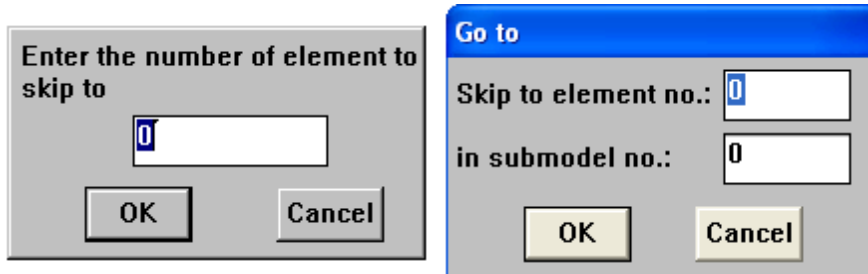 Enter the number of element to
skip to
0
OK Cancel
Go to
Skip to element no.: 0
in submodel no.: 0
OK Cancel